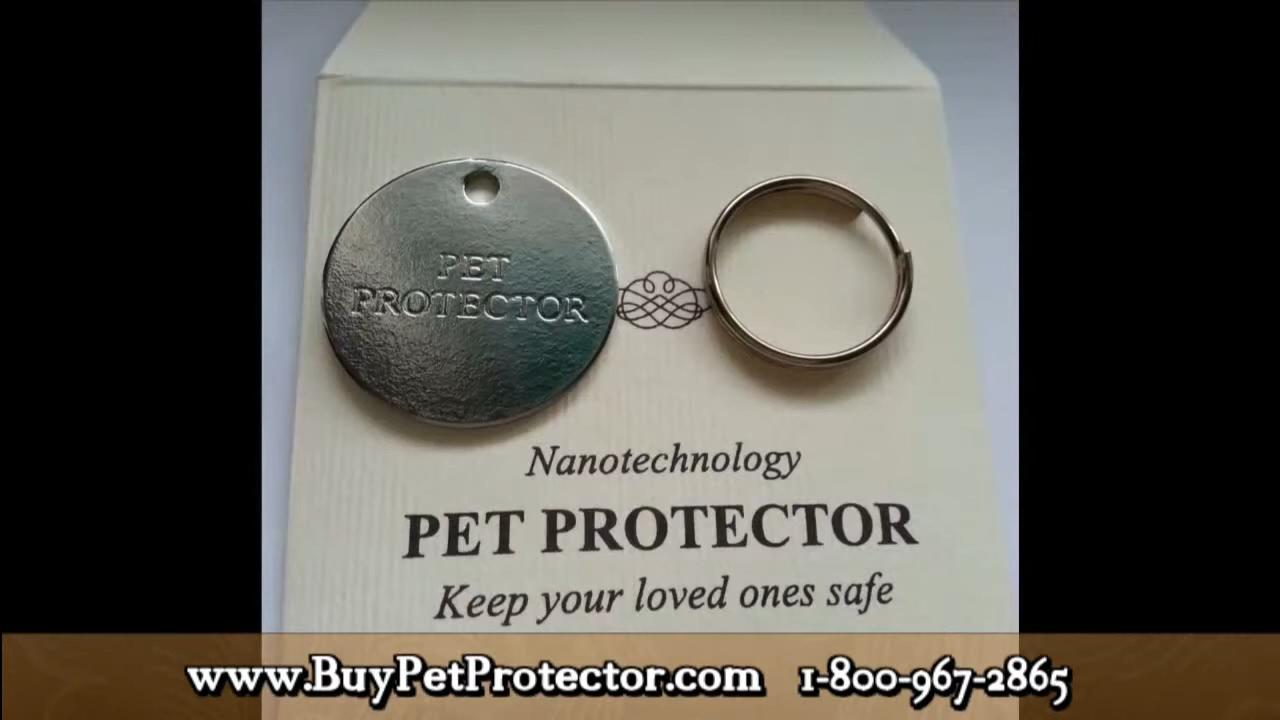 PET
PROTECTOR
Nanotechnology
PET PROTECTOR
Keep your loved ones safe
www.BuyPetProtector.com 1-800-967-2865